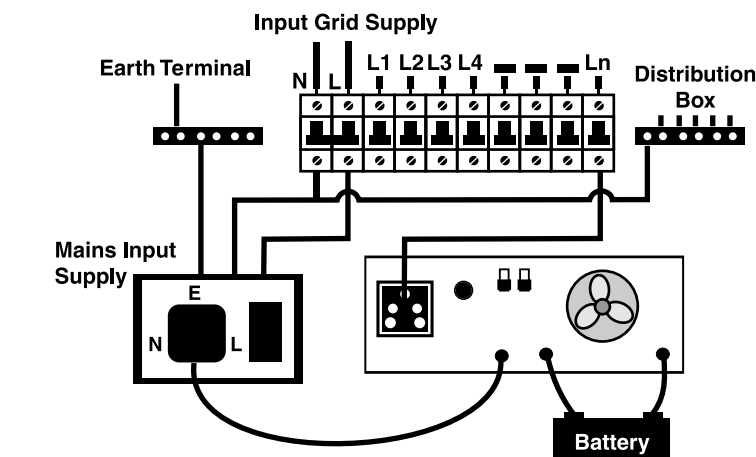 Input Grid Supply
Earth Terminal
N L L1 L2 L3 L4 Ln
Distribution
Box
Mains Input
Supply
E
N L
Battery